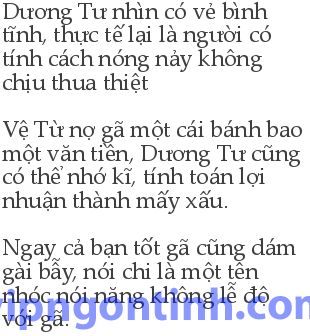 Dương Tư nhìn có vẻ bình
tĩnh, thực tế lại là người có
tính cách nóng nảy không
chịu thua thiệt
Vệ Từ nợ gã một cái bánh bao
một văn tiền, Dương Tư cũng
có thể nhớ kĩ, tính toán lợi
nhuận thành mấy xấu.
Ngay cả bạn tốt gã cũng dám
gài bẫy, nói chi là một tên
nhóc nói năng không lễ độ
với gã.
vipngontinh.com